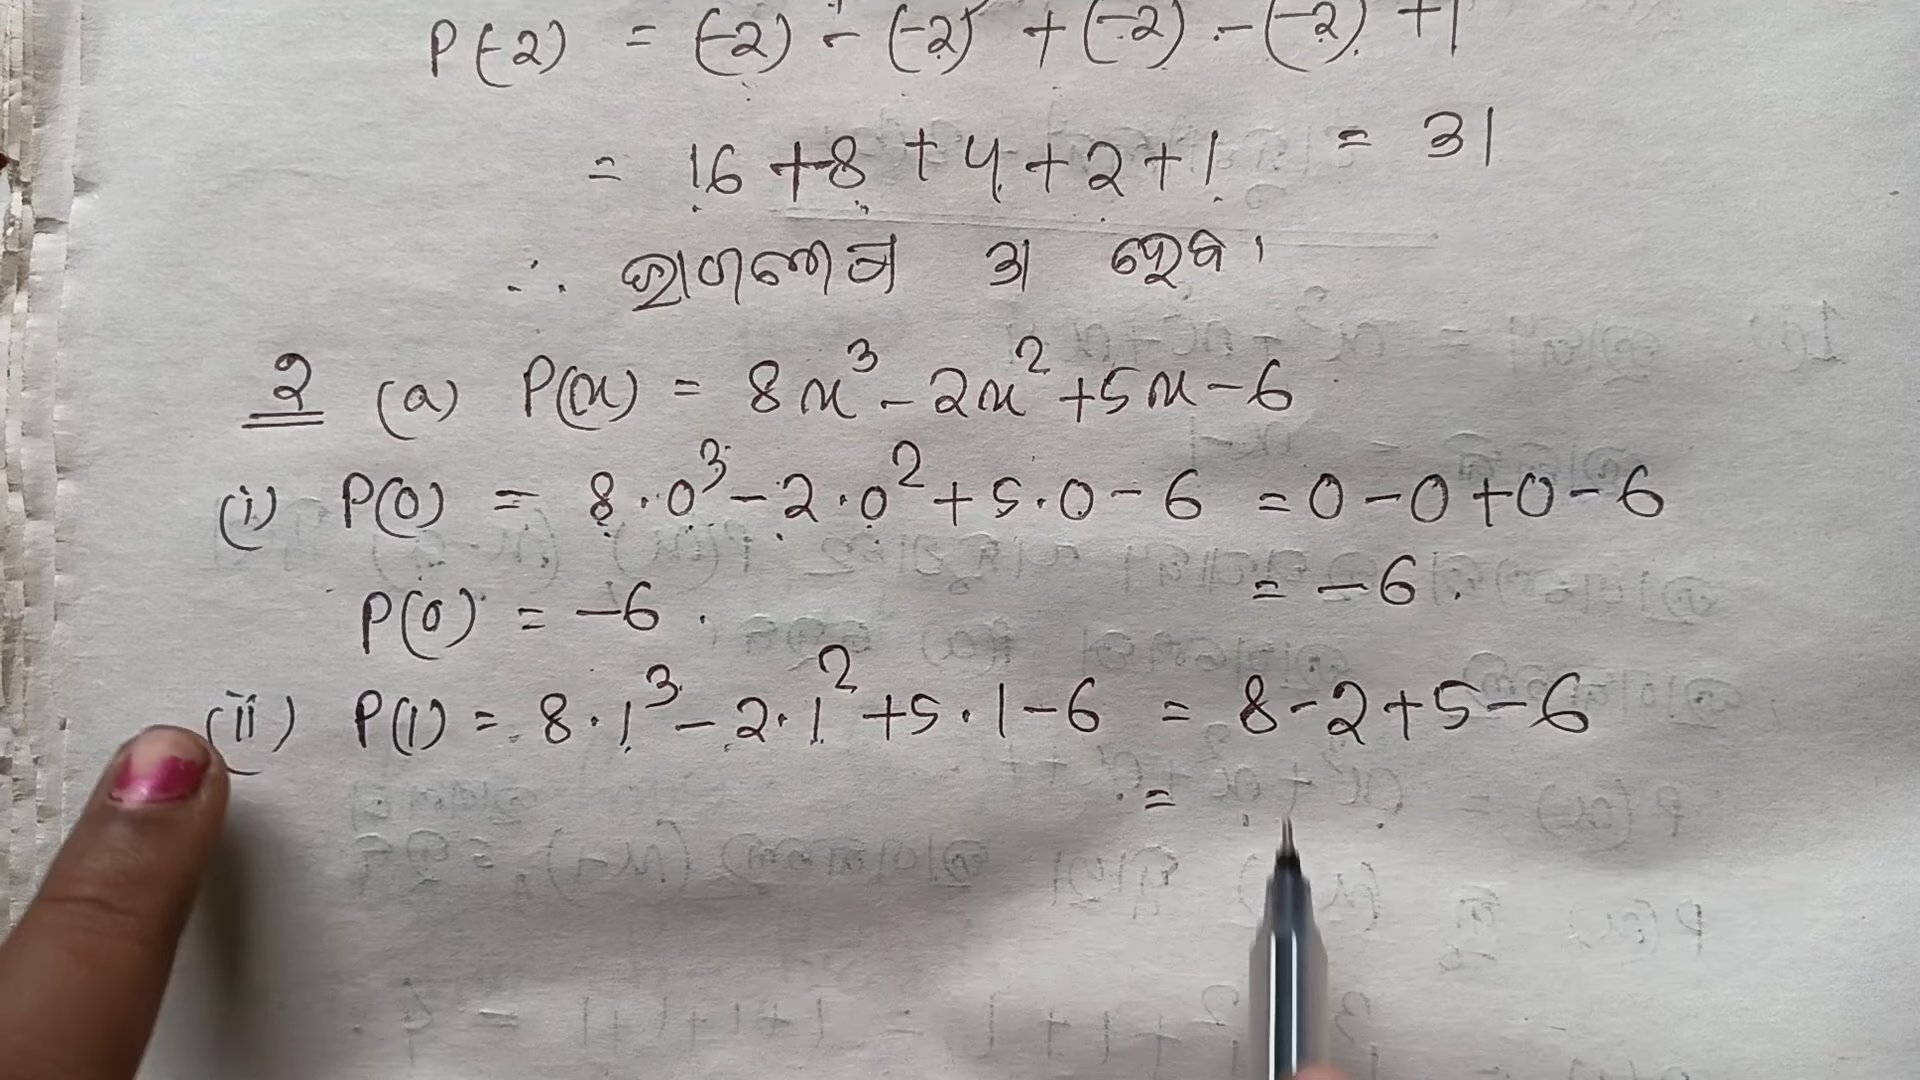 P(-2) = (-2) - (-2) + (-2) - (-2) + 1
= 16 + 8 + 4 + 2 + 1 = 31
∴ ଭାଗଶେଷ 31 ହେବ ।
2 (a) P(x) = 8x³ - 2x² + 5x - 6
(i) P(0) = 8·0³ - 2·0² + 5·0 - 6 = 0 - 0 + 0 - 6
= -6.
P(0) = -6.
(ii) P(1) = 8·1³ - 2·1² + 5·1 - 6 = 8 - 2 + 5 - 6
=